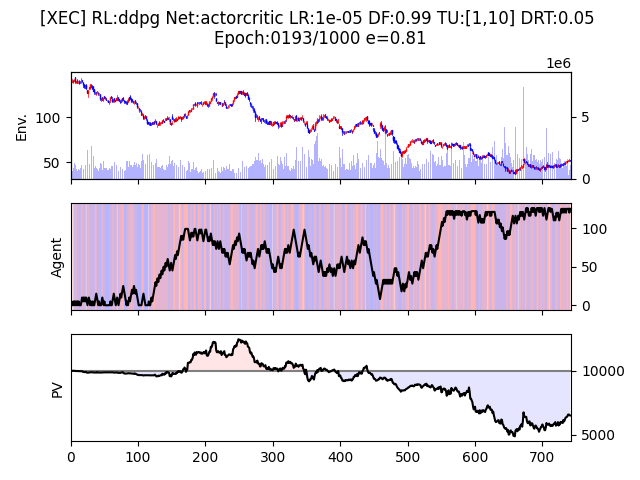 [XEC] RL:ddpg Net:actorcritic LR:1e-05 DF:0.99 TU:[1,10] DRT:0.05
Epoch:0193/1000 e=0.81
1e6
Env.
100
50
5
0
Agent
100
50
0
PV
10000
5000
0 100 200 300 400 500 600 700